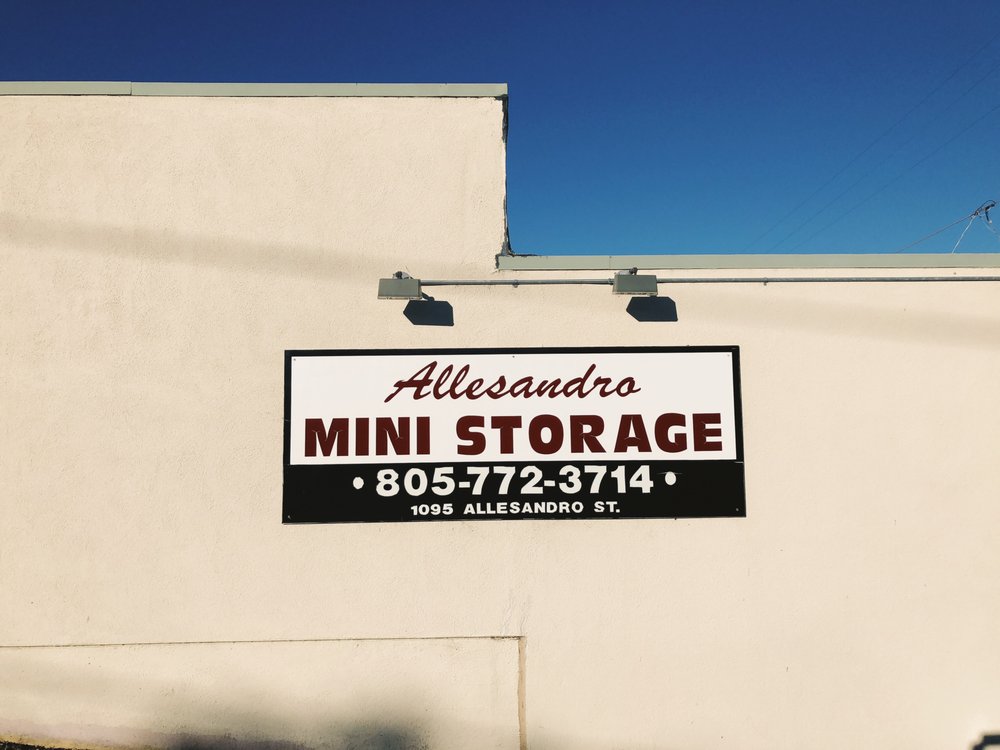 Allesandro
MINI STORAGE
• 805-772-3714 •
1095 ALLESANDRO ST.